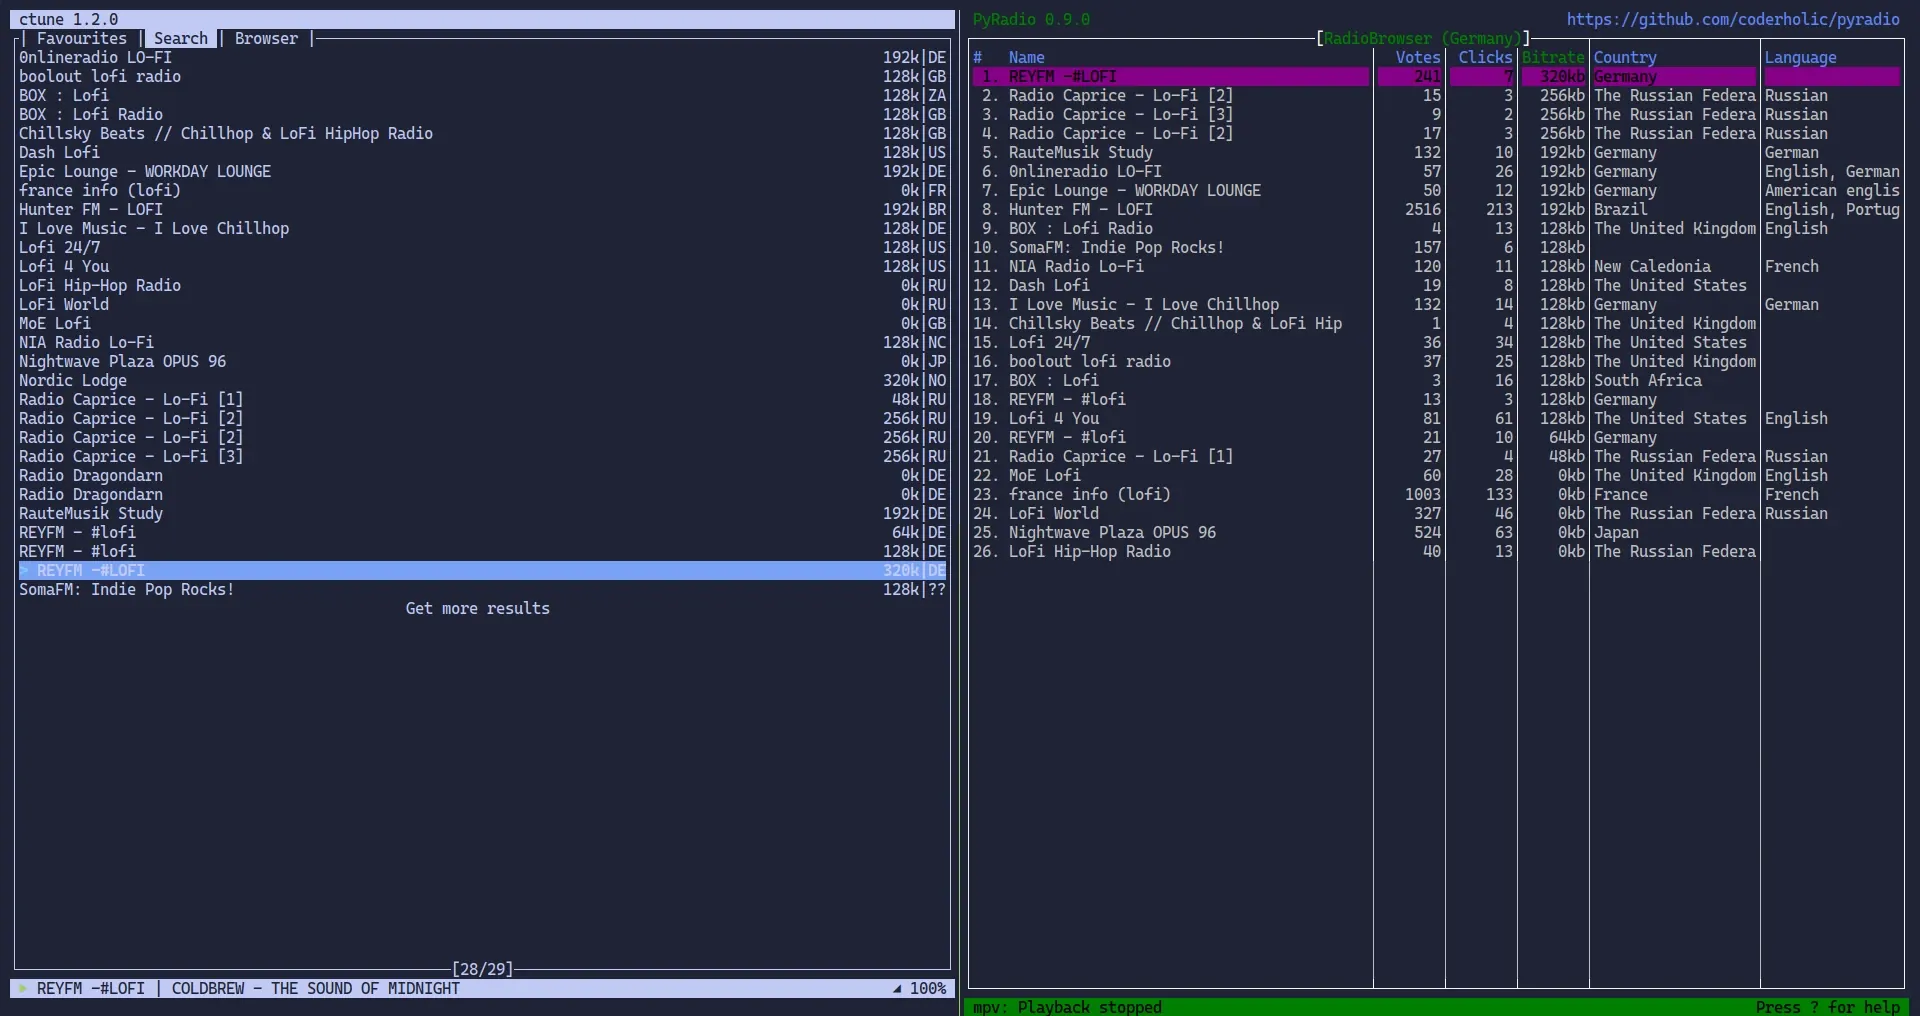 ctune 1.2.0
| Favourites | Search | Browser |
0nlineradio LO-FI 192k|DE
boolout lofi radio 128k|GB
BOX : Lofi 128k|ZA
BOX : Lofi Radio 128k|GB
Chillsky Beats // Chillhop & LoFi HipHop Radio 128k|GB
Dash Lofi 128k|US
Epic Lounge - WORKDAY LOUNGE 192k|DE
france info (lofi) 0k|FR
Hunter FM - LOFI 192k|BR
I Love Music - I Love Chillhop 128k|DE
Lofi 24/7 128k|US
Lofi 4 You 128k|US
LoFi Hip-Hop Radio 0k|RU
LoFi World 0k|RU
MoE Lofi 0k|GB
NIA Radio Lo-Fi 128k|NC
Nightwave Plaza OPUS 96 0k|JP
Nordic Lodge 320k|NO
Radio Caprice - Lo-Fi [1] 48k|RU
Radio Caprice - Lo-Fi [2] 256k|RU
Radio Caprice - Lo-Fi [2] 256k|RU
Radio Caprice - Lo-Fi [3] 256k|RU
Radio Dragondarn 0k|DE
Radio Dragondarn 0k|DE
RauteMusik Study 192k|DE
REYFM - #lofi 64k|DE
REYFM - #lofi 128k|DE
> REYFM -#LOFI 320k|DE
SomaFM: Indie Pop Rocks! 128k|??
Get more results
[28/29]
REYFM -#LOFI | COLDBREW - THE SOUND OF MIDNIGHT 100%
PyRadio 0.9.0 https://github.com/coderholic/pyradio
[RadioBrowser (Germany)]
# Name Votes Clicks Bitrate Country Language
1. REYFM -#LOFI 241 7 320kb Germany
2. Radio Caprice - Lo-Fi [2] 15 3 256kb The Russian Federa Russian
3. Radio Caprice - Lo-Fi [3] 9 2 256kb The Russian Federa Russian
4. Radio Caprice - Lo-Fi [2] 17 3 256kb The Russian Federa Russian
5. RauteMusik Study 132 10 192kb Germany German
6. 0nlineradio LO-FI 57 26 192kb Germany English, German
7. Epic Lounge - WORKDAY LOUNGE 50 12 192kb Germany American englis
8. Hunter FM - LOFI 2516 213 192kb Brazil English, Portug
9. BOX : Lofi Radio 4 13 128kb The United Kingdom English
10. SomaFM: Indie Pop Rocks! 157 6 128kb
11. NIA Radio Lo-Fi 120 11 128kb New Caledonia French
12. Dash Lofi 19 8 128kb The United States
13. I Love Music - I Love Chillhop 132 14 128kb Germany German
14. Chillsky Beats // Chillhop & LoFi Hip 1 4 128kb The United Kingdom
15. Lofi 24/7 36 34 128kb The United States
16. boolout lofi radio 37 25 128kb The United Kingdom
17. BOX : Lofi 3 16 128kb South Africa
18. REYFM - #lofi 13 3 128kb Germany
19. Lofi 4 You 81 61 128kb The United States English
20. REYFM - #lofi 21 10 64kb Germany
21. Radio Caprice - Lo-Fi [1] 27 4 48kb The Russian Federa Russian
22. MoE Lofi 60 28 0kb The United Kingdom English
23. france info (lofi) 1003 133 0kb France French
24. LoFi World 327 46 0kb The Russian Federa Russian
25. Nightwave Plaza OPUS 96 524 63 0kb Japan
26. LoFi Hip-Hop Radio 40 13 0kb The Russian Federa
mpv: Playback stopped Press ? for help